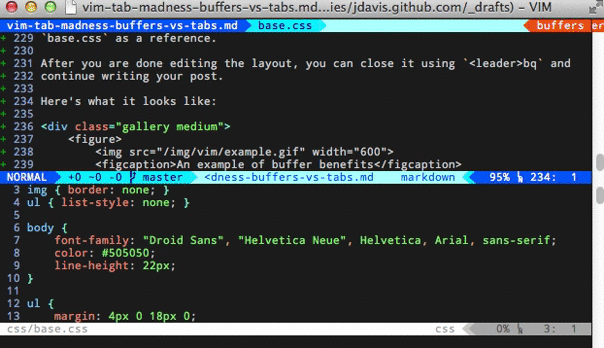 vim-tab-madness-buffers-vs-tabs.md...ies/jdavis.github.com/_drafts) – VIM
vim-tab-madness-buffers-vs-tabs.md base.css buffers er
+ 229 `base.css` as a reference.
+ 230
+ 231 After you are done editing the layout, you can close it using `<leader>bq` and
+ 232 continue writing your post.
+ 233
+ 234 Here's what it looks like:
+ 235
+ 236 <div class="gallery medium">
+ 237     <figure>
+ 238         <img src="/img/vim/example.gif" width="600">
+ 239         <figcaption>An example of buffer benefits</figcaption>
NORMAL +0 ~0 -0 master <dness-buffers-vs-tabs.md markdown 95% 234: 1
3 img { border: none; }
4 ul { list-style: none; }
5
6 body {
7     font-family: "Droid Sans", "Helvetica Neue", Helvetica, Arial, sans-serif;
8     color: #505050;
9     line-height: 22px;
10 }
11
12 ul {
13     margin: 4px 0 18px 0;
css/base.css css 0% 3: 1